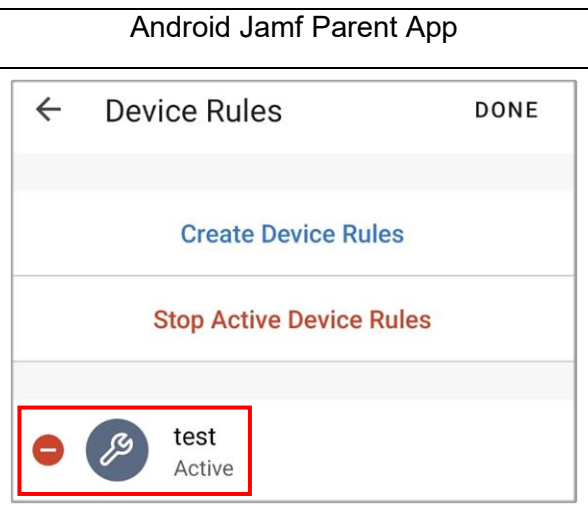 Android Jamf Parent App
Device Rules DONE
Create Device Rules
Stop Active Device Rules
test
Active